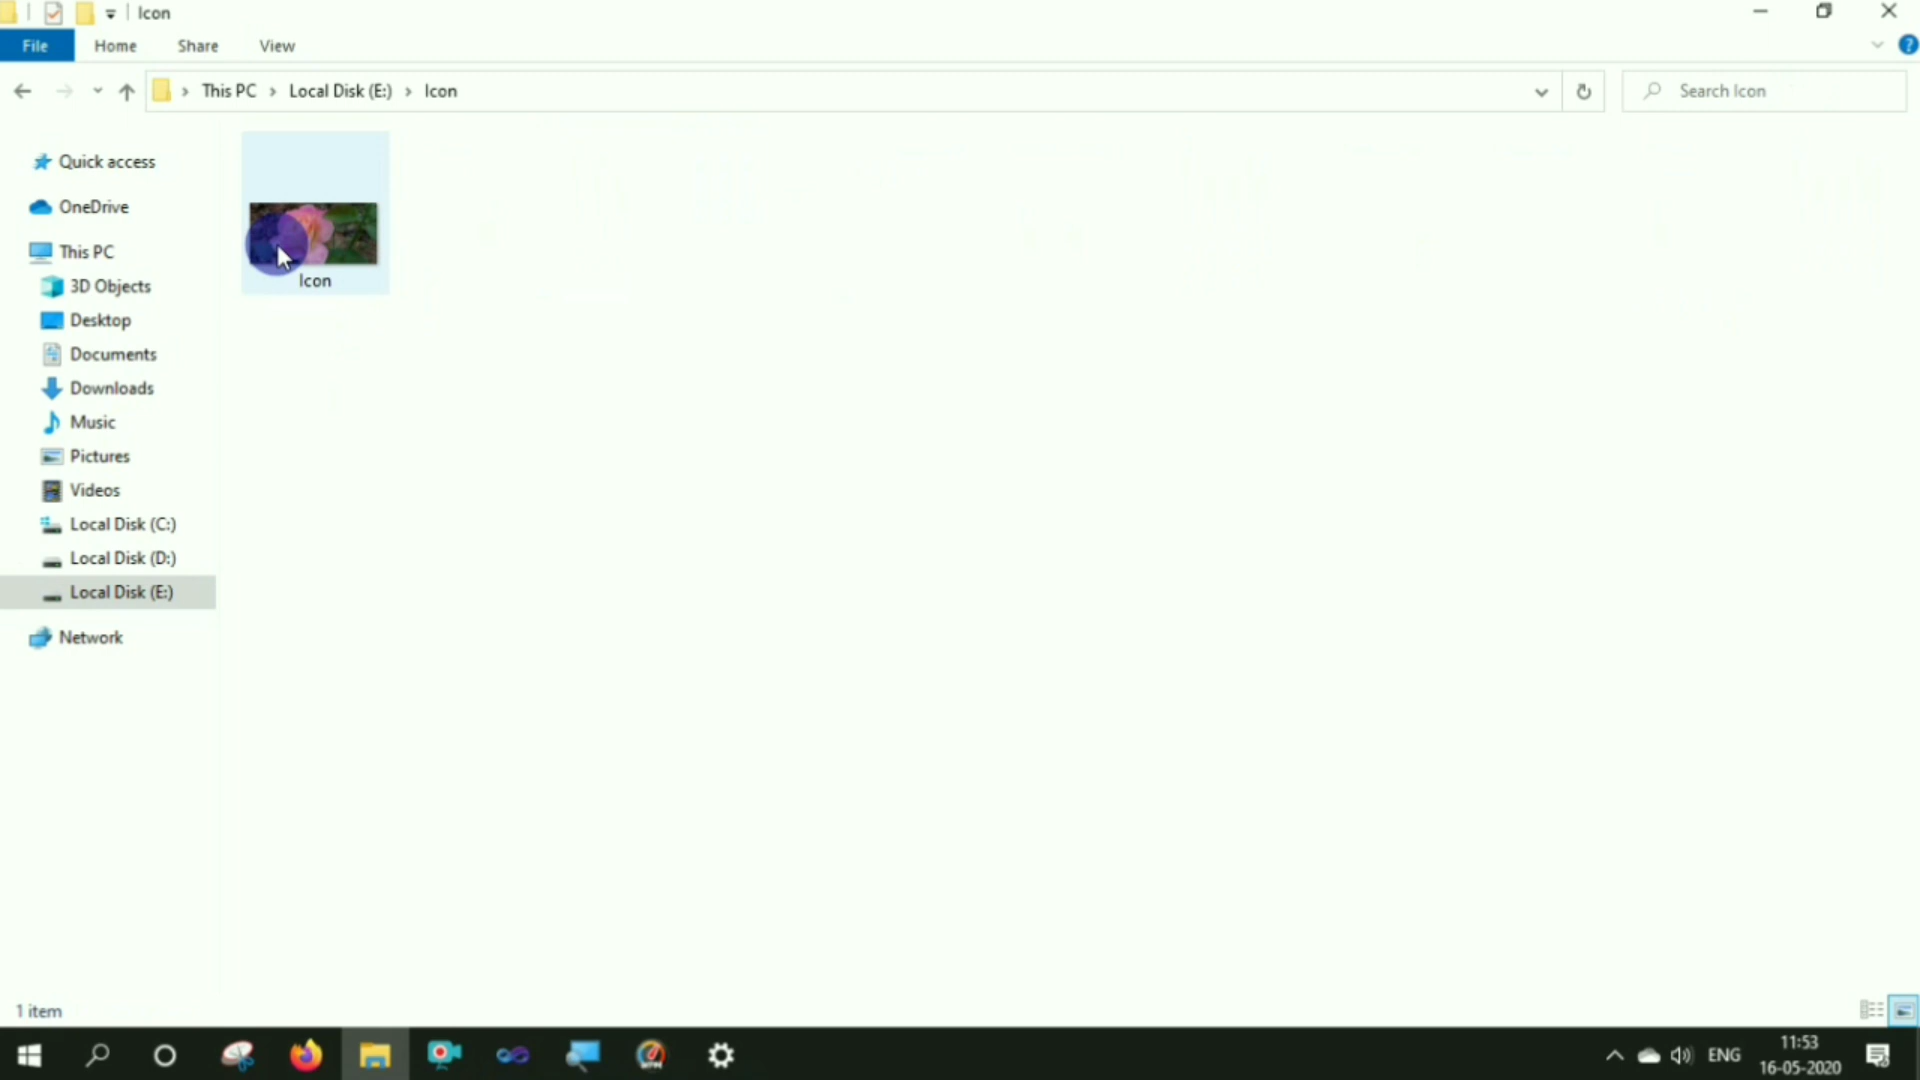 Icon
File
Home
Share
View
This PC
Local Disk (E:)
Icon
Search Icon
Quick access
OneDrive
This PC
3D Objects
Desktop
Documents
Downloads
Music
Pictures
Videos
Local Disk (C:)
Local Disk (D:)
Local Disk (E:)
Network
Icon
1 item
ENG
11:53
16-05-2020